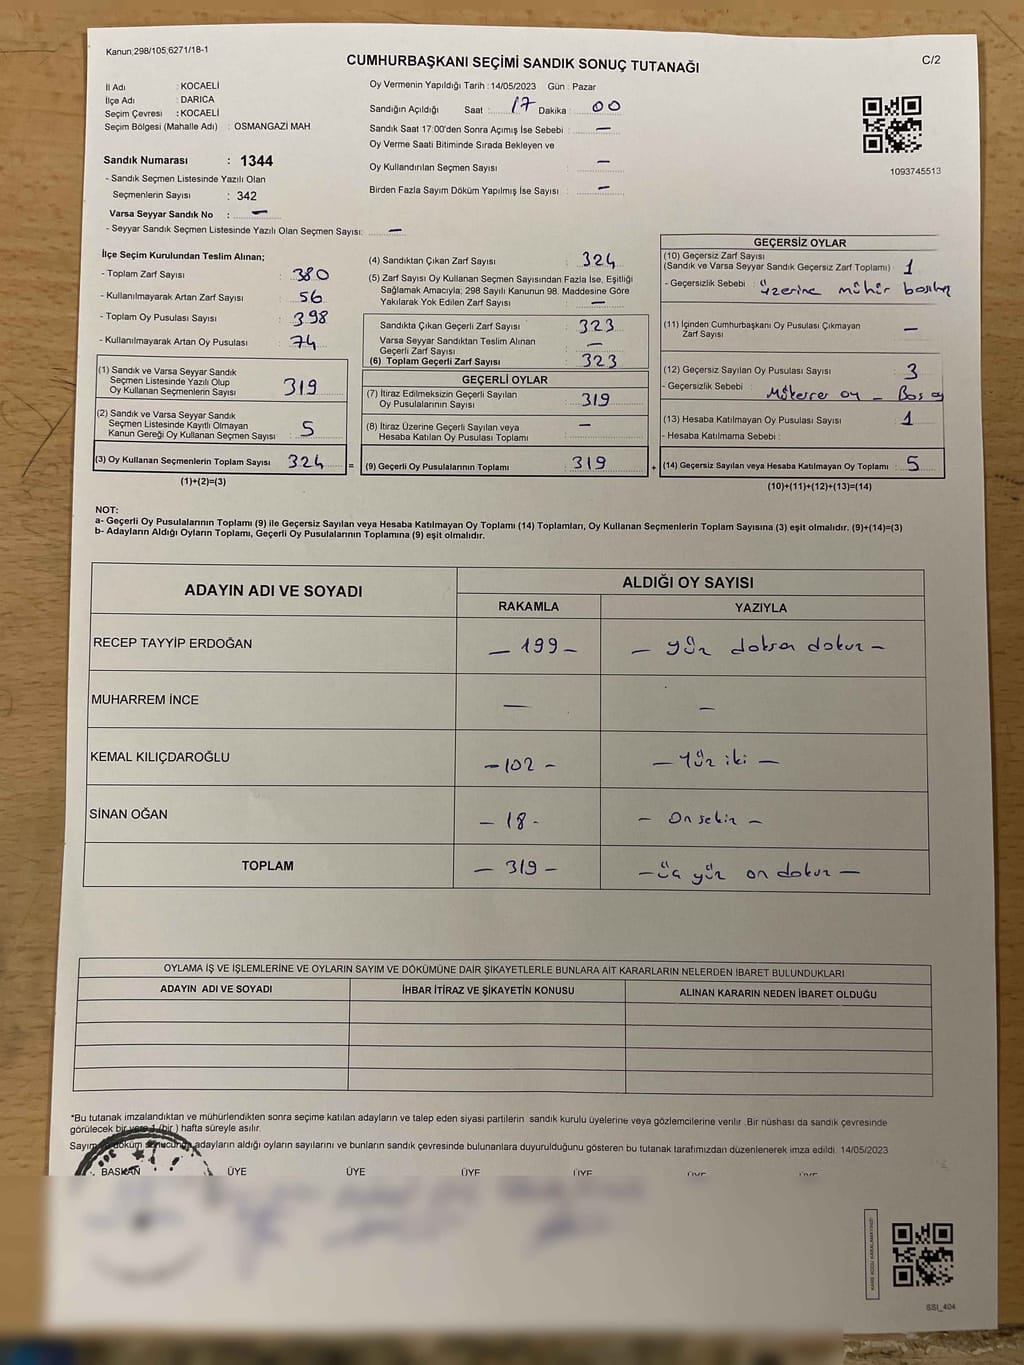 Kanun;298/105,6271/18-1
C/2
CUMHURBAŞKANI SEÇİMİ SANDIK SONUÇ TUTANAĞI
İl Adı : KOCAELİ
İlçe Adı : DARICA
Seçim Çevresi : KOCAELİ
Seçim Bölgesi (Mahalle Adı) : OSMANGAZİ MAH
Sandık Numarası : 1344
- Sandık Seçmen Listesinde Yazılı Olan
Seçmenlerin Sayısı : 342
Varsa Seyyar Sandık No : —
- Seyyar Sandık Seçmen Listesinde Yazılı Olan Seçmen Sayısı: —
Oy Vermenin Yapıldığı Tarih : 14/05/2023 Gün : Pazar
Sandığın Açıldığı Saat : 17 Dakika : 00
Sandık Saat 17:00'den Sonra Açımış İse Sebebi : —
Oy Verme Saati Bitiminde Sırada Bekleyen ve
Oy Kullandırılan Seçmen Sayısı : —
Birden Fazla Sayım Döküm Yapılmış İse Sayısı : —
1093745513
İlçe Seçim Kurulundan Teslim Alınan;
- Toplam Zarf Sayısı : 380
- Kullanılmayarak Artan Zarf Sayısı : 56
- Toplam Oy Pusulası Sayısı : 398
- Kullanılmayarak Artan Oy Pusulası : 74
(1) Sandık ve Varsa Seyyar Sandık
Seçmen Listesinde Yazılı Olup
Oy Kullanan Seçmenlerin Sayısı : 319
(2) Sandık ve Varsa Seyyar Sandık
Seçmen Listesinde Kayıtlı Olmayan
Kanun Gereği Oy Kullanan Seçmen Sayısı : 5
(3) Oy Kullanan Seçmenlerin Toplam Sayısı : 324 =
(1)+(2)=(3)
(4) Sandıktan Çıkan Zarf Sayısı : 324
(5) Zarf Sayısı Oy Kullanan Seçmen Sayısından Fazla İse, Eşitliği
Sağlamak Amacıyla; 298 Sayılı Kanunun 98. Maddesine Göre
Yakılarak Yok Edilen Zarf Sayısı : —
Sandıkta Çıkan Geçerli Zarf Sayısı : 323
Varsa Seyyar Sandıktan Teslim Alınan
Geçerli Zarf Sayısı : —
(6) Toplam Geçerli Zarf Sayısı : 323
GEÇERLİ OYLAR
(7) İtiraz Edilmeksizin Geçerli Sayılan
Oy Pusulalarının Sayısı : 319
(8) İtiraz Üzerine Geçerli Sayılan veya
Hesaba Katılan Oy Pusulası Toplamı : —
(9) Geçerli Oy Pusulalarının Toplamı : 319 +
GEÇERSİZ OYLAR
(10) Geçersiz Zarf Sayısı
(Sandık ve Varsa Seyyar Sandık Geçersiz Zarf Toplamı) : 1
- Geçersizlik Sebebi : üzerine mühür
(11) İçinden Cumhurbaşkanı Oy Pusulası Çıkmayan
Zarf Sayısı : —
(12) Geçersiz Sayılan Oy Pusulası Sayısı : 3
- Geçersizlik Sebebi : Mükerrer oy - Boş
(13) Hesaba Katılmayan Oy Pusulası Sayısı : 1
- Hesaba Katılmama Sebebi :
(14) Geçersiz Sayılan veya Hesaba Katılmayan Oy Toplamı : 5
(10)+(11)+(12)+(13)=(14)
NOT:
a- Geçerli Oy Pusulalarının Toplamı (9) ile Geçersiz Sayılan veya Hesaba Katılmayan Oy Toplamı (14) Toplamları, Oy Kullanan Seçmenlerin Toplam Sayısına (3) eşit olmalıdır. (9)+(14)=(3)
b- Adayların Aldığı Oyların Toplamı, Geçerli Oy Pusulalarının Toplamına (9) eşit olmalıdır.
ADAYIN ADI VE SOYADI ALDIĞI OY SAYISI
RAKAMLA YAZIYLA
RECEP TAYYİP ERDOĞAN — 199 — — yüz doksan dokuz —
MUHARREM İNCE — —
KEMAL KILIÇDAROĞLU — 102 — — Yüz iki —
SİNAN OĞAN — 18 - — On sekiz —
TOPLAM — 319 — — üç yüz on dokuz —
OYLAMA İŞ VE İŞLEMLERİNE VE OYLARIN SAYIM VE DÖKÜMÜNE DAİR ŞİKAYETLERLE BUNLARA AİT KARARLARIN NELERDEN İBARET BULUNDUKLARI
ADAYIN ADI VE SOYADI İHBAR İTİRAZ VE ŞİKAYETİN KONUSU ALINAN KARARIN NEDEN İBARET OLDUĞU
*Bu tutanak imzalandıktan ve mühürlendikten sonra seçime katılan adayların ve talep eden siyasi partilerin sandık kurulu üyelerine veya gözlemcilerine verilir .Bir nüshası da sandık çevresinde
görülecek bir yere 1 (bir ) hafta süreyle asılır.
Sayım döküm sonucunda adayların aldığı oyların sayılarını ve bunların sandık çevresinde bulunanlara duyurulduğunu gösteren bu tutanak tarafımızdan düzenlenerek imza edildi. 14/05/2023
BAŞKAN ÜYE ÜYE ÜYE ÜYE ÜYE ÜYE
SSI_404